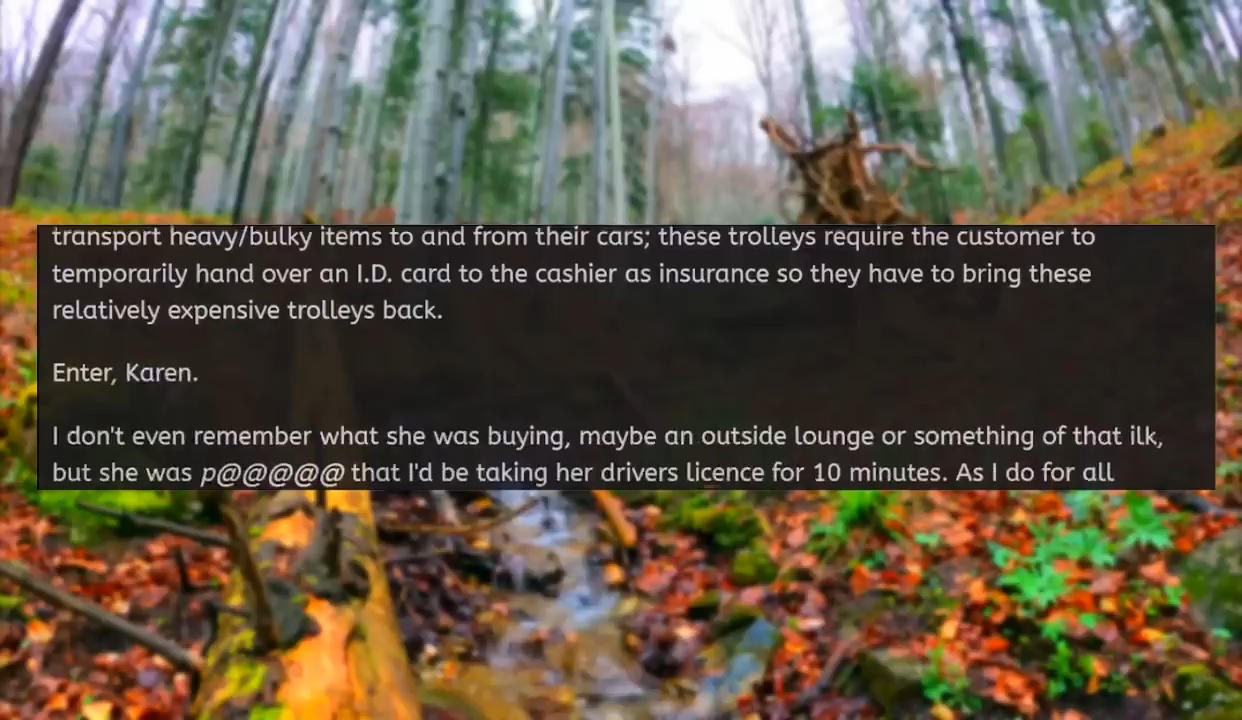 transport heavy/bulky items to and from their cars; these trolleys require the customer to
temporarily hand over an I.D. card to the cashier as insurance so they have to bring these
relatively expensive trolleys back.
Enter, Karen.
I don't even remember what she was buying, maybe an outside lounge or something of that ilk,
but she was p@@@@@ that I'd be taking her drivers licence for 10 minutes. As I do for all